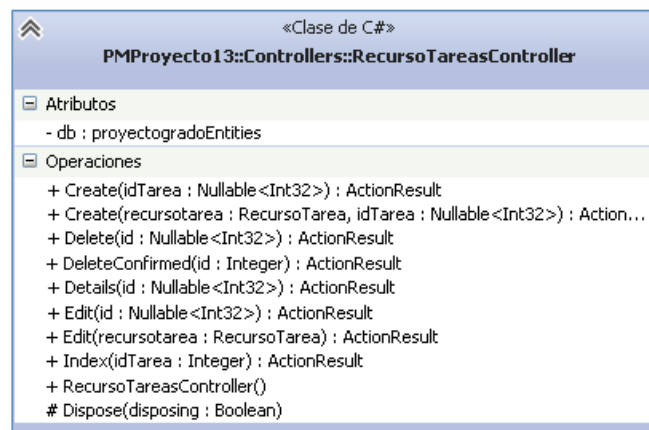 «Clase de C#»
PMProyecto13::Controllers::RecursoTareasController
Atributos
- db : proyectogradoEntities
Operaciones
+ Create(idTarea : Nullable<Int32>) : ActionResult
+ Create(recursotarea : RecursoTarea, idTarea : Nullable<Int32>) : Action...
+ Delete(id : Nullable<Int32>) : ActionResult
+ DeleteConfirmed(id : Integer) : ActionResult
+ Details(id : Nullable<Int32>) : ActionResult
+ Edit(id : Nullable<Int32>) : ActionResult
+ Edit(recursotarea : RecursoTarea) : ActionResult
+ Index(idTarea : Integer) : ActionResult
+ RecursoTareasController()
# Dispose(disposing : Boolean)